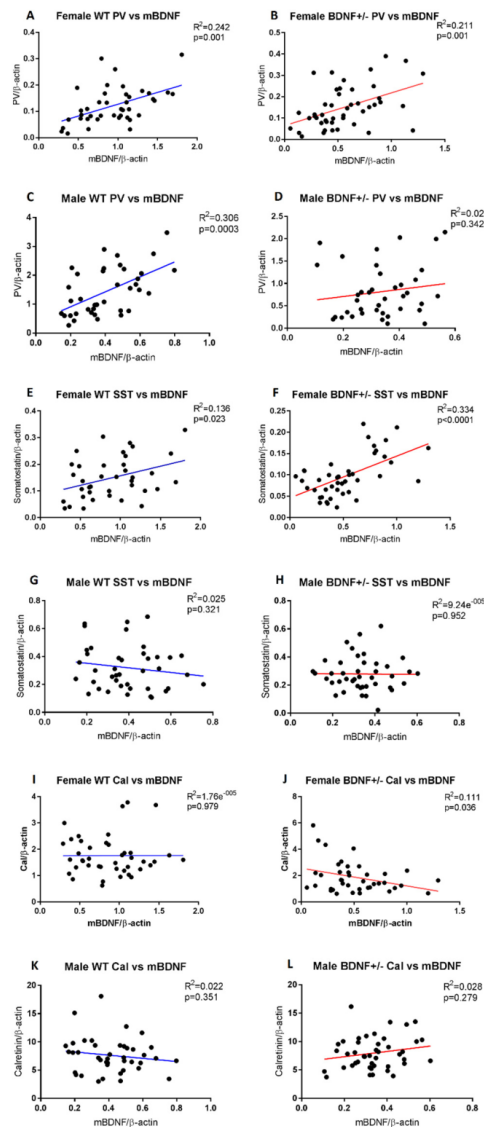 A Female WT PV vs mBDNF
R²=0.242
p=0.001
PV/β-actin
0.4
0.3
0.2
0.1
0.0
0.0 0.5 1.0 1.5 2.0
mBDNF/β-actin
B Female BDNF+/- PV vs mBDNF
R²=0.211
p=0.001
PV/β-actin
0.5
0.4
0.3
0.2
0.1
0.0
0.0 0.5 1.0 1.5
mBDNF/β-actin
C Male WT PV vs mBDNF
R²=0.306
p=0.0003
PV/β-actin
4
3
2
1
0
0.0 0.2 0.4 0.6 0.8 1.0
mBDNF/β-actin
D Male BDNF+/- PV vs mBDNF
R²=0.02
p=0.342
PV/β-actin
2.5
2.0
1.5
1.0
0.5
0.0
0.0 0.2 0.4 0.6
mBDNF/β-actin
E Female WT SST vs mBDNF
R²=0.136
p=0.023
Somatostatin/β-actin
0.4
0.3
0.2
0.1
0.0
0.0 0.5 1.0 1.5 2.0
mBDNF/β-actin
F Female BDNF+/- SST vs mBDNF
R²=0.334
p<0.0001
Somatostatin/β-actin
0.25
0.20
0.15
0.10
0.05
0.00
0.0 0.5 1.0 1.5
mBDNF/β-actin
G Male WT SST vs mBDNF
R²=0.025
p=0.321
Somatostatin/β-actin
0.8
0.6
0.4
0.2
0.0
0.0 0.2 0.4 0.6 0.8
mBDNF/β-actin
H Male BDNF+/- SST vs mBDNF
R²=9.24e-005
p=0.952
Somatostatin/β-actin
0.8
0.6
0.4
0.2
0.0
0.0 0.2 0.4 0.6 0.8
mBDNF/β-actin
I Female WT Cal vs mBDNF
R²=1.76e-005
p=0.979
Cal/β-actin
5
4
3
2
1
0
0.0 0.5 1.0 1.5 2.0
mBDNF/β-actin
J Female BDNF+/- Cal vs mBDNF
R²=0.111
p=0.036
Cal/β-actin
8
6
4
2
0
0.0 0.5 1.0 1.5
mBDNF/β-actin
K Male WT Cal vs mBDNF
R²=0.022
p=0.351
Calretinin/β-actin
20
15
10
5
0
0.0 0.2 0.4 0.6 0.8 1.0
mBDNF/β-actin
L Male BDNF+/- Cal vs mBDNF
R²=0.028
p=0.279
Calretinin/β-actin
20
15
10
5
0
0.0 0.2 0.4 0.6 0.8
mBDNF/β-actin